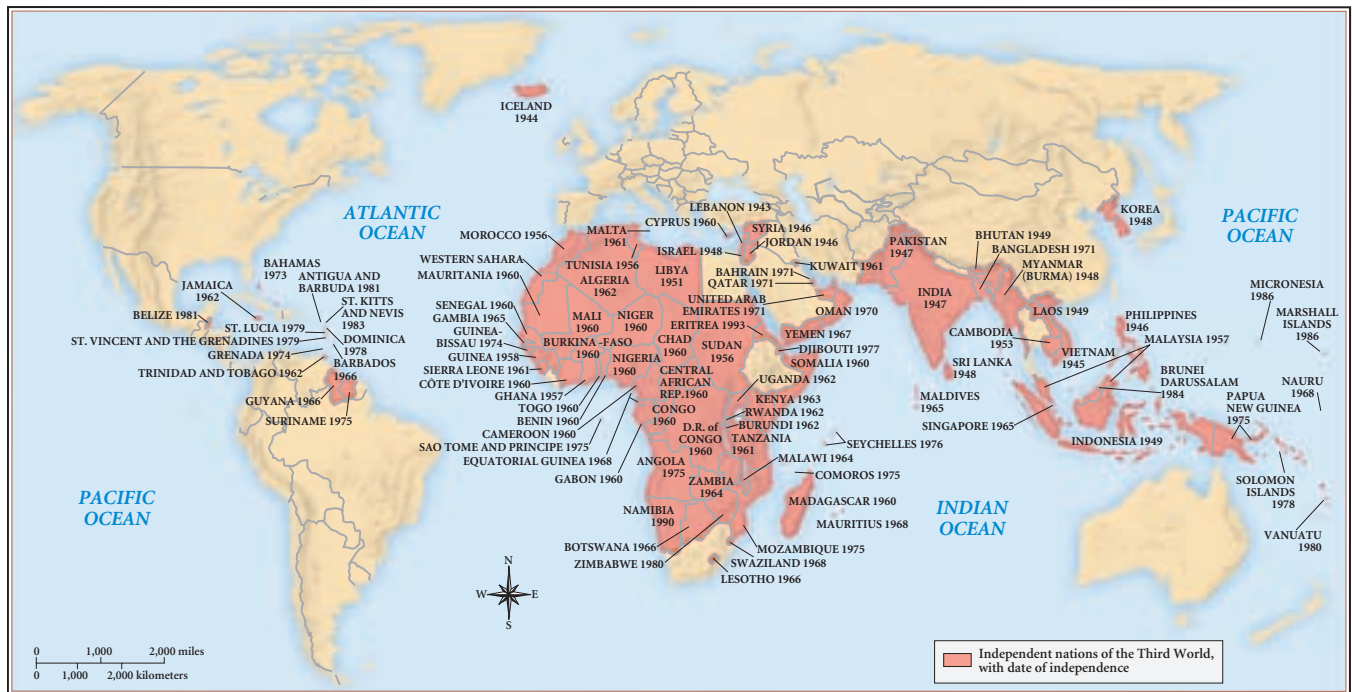 ICELAND
1944
ATLANTIC
OCEAN
PACIFIC
OCEAN
LEBANON 1943
CYPRUS 1960
SYRIA 1946
JORDAN 1946
ISRAEL 1948
MALTA
1961
MOROCCO 1956
TUNISIA 1956
WESTERN SAHARA
MAURITANIA 1960
ALGERIA
1962
LIBYA
1951
BAHRAIN 1971
QATAR 1971
KUWAIT 1961
UNITED ARAB
EMIRATES 1971
OMAN 1970
PAKISTAN
1947
INDIA
1947
BHUTAN 1949
BANGLADESH 1971
MYANMAR
(BURMA) 1948
KOREA
1948
LAOS 1949
PHILIPPINES
1946
MALAYSIA 1957
CAMBODIA
1953
VIETNAM
1945
SRI LANKA
1948
MALDIVES
1965
SINGAPORE 1965
BRUNEI
DARUSSALAM
1984
INDONESIA 1949
PAPUA
NEW GUINEA
1975
MICRONESIA
1986
MARSHALL
ISLANDS
1986
NAURU
1968
SOLOMON
ISLANDS
1978
VANUATU
1980
BAHAMAS
1973
JAMAICA
1962
ANTIGUA AND
BARBUDA 1981
ST. KITTS
AND NEVIS
1983
BELIZE 1981
ST. LUCIA 1979
ST. VINCENT AND THE GRENADINES 1979
DOMINICA
1978
GRENADA 1974
BARBADOS
1966
TRINIDAD AND TOBAGO 1962
GUYANA 1966
SURINAME 1975
SENEGAL 1960
GAMBIA 1965
GUINEA-
BISSAU 1974
GUINEA 1958
SIERRA LEONE 1961
CÔTE D'IVOIRE 1960
GHANA 1957
TOGO 1960
BENIN 1960
CAMEROON 1960
SAO TOME AND PRINCIPE 1975
EQUATORIAL GUINEA 1968
GABON 1960
MALI
1960
NIGER
1960
BURKINA-FASO
1960
NIGERIA
1960
CHAD
1960
ERITREA 1993
SUDAN
1956
YEMEN 1967
DJIBOUTI 1977
SOMALIA 1960
CENTRAL
AFRICAN
REP.1960
UGANDA 1962
KENYA 1963
RWANDA 1962
BURUNDI 1962
CONGO
1960
D.R. of
CONGO
1960
TANZANIA
1961
SEYCHELLES 1976
ANGOLA
1975
MALAWI 1964
COMOROS 1975
ZAMBIA
1964
MADAGASCAR 1960
MAURITIUS 1968
NAMIBIA
1990
BOTSWANA 1966
ZIMBABWE 1980
MOZAMBIQUE 1975
SWAZILAND 1968
LESOTHO 1966
PACIFIC
OCEAN
INDIAN
OCEAN
N
W
E
S
0 1,000 2,000 miles
0 1,000 2,000 kilometers
Independent nations of the Third World,
with date of independence